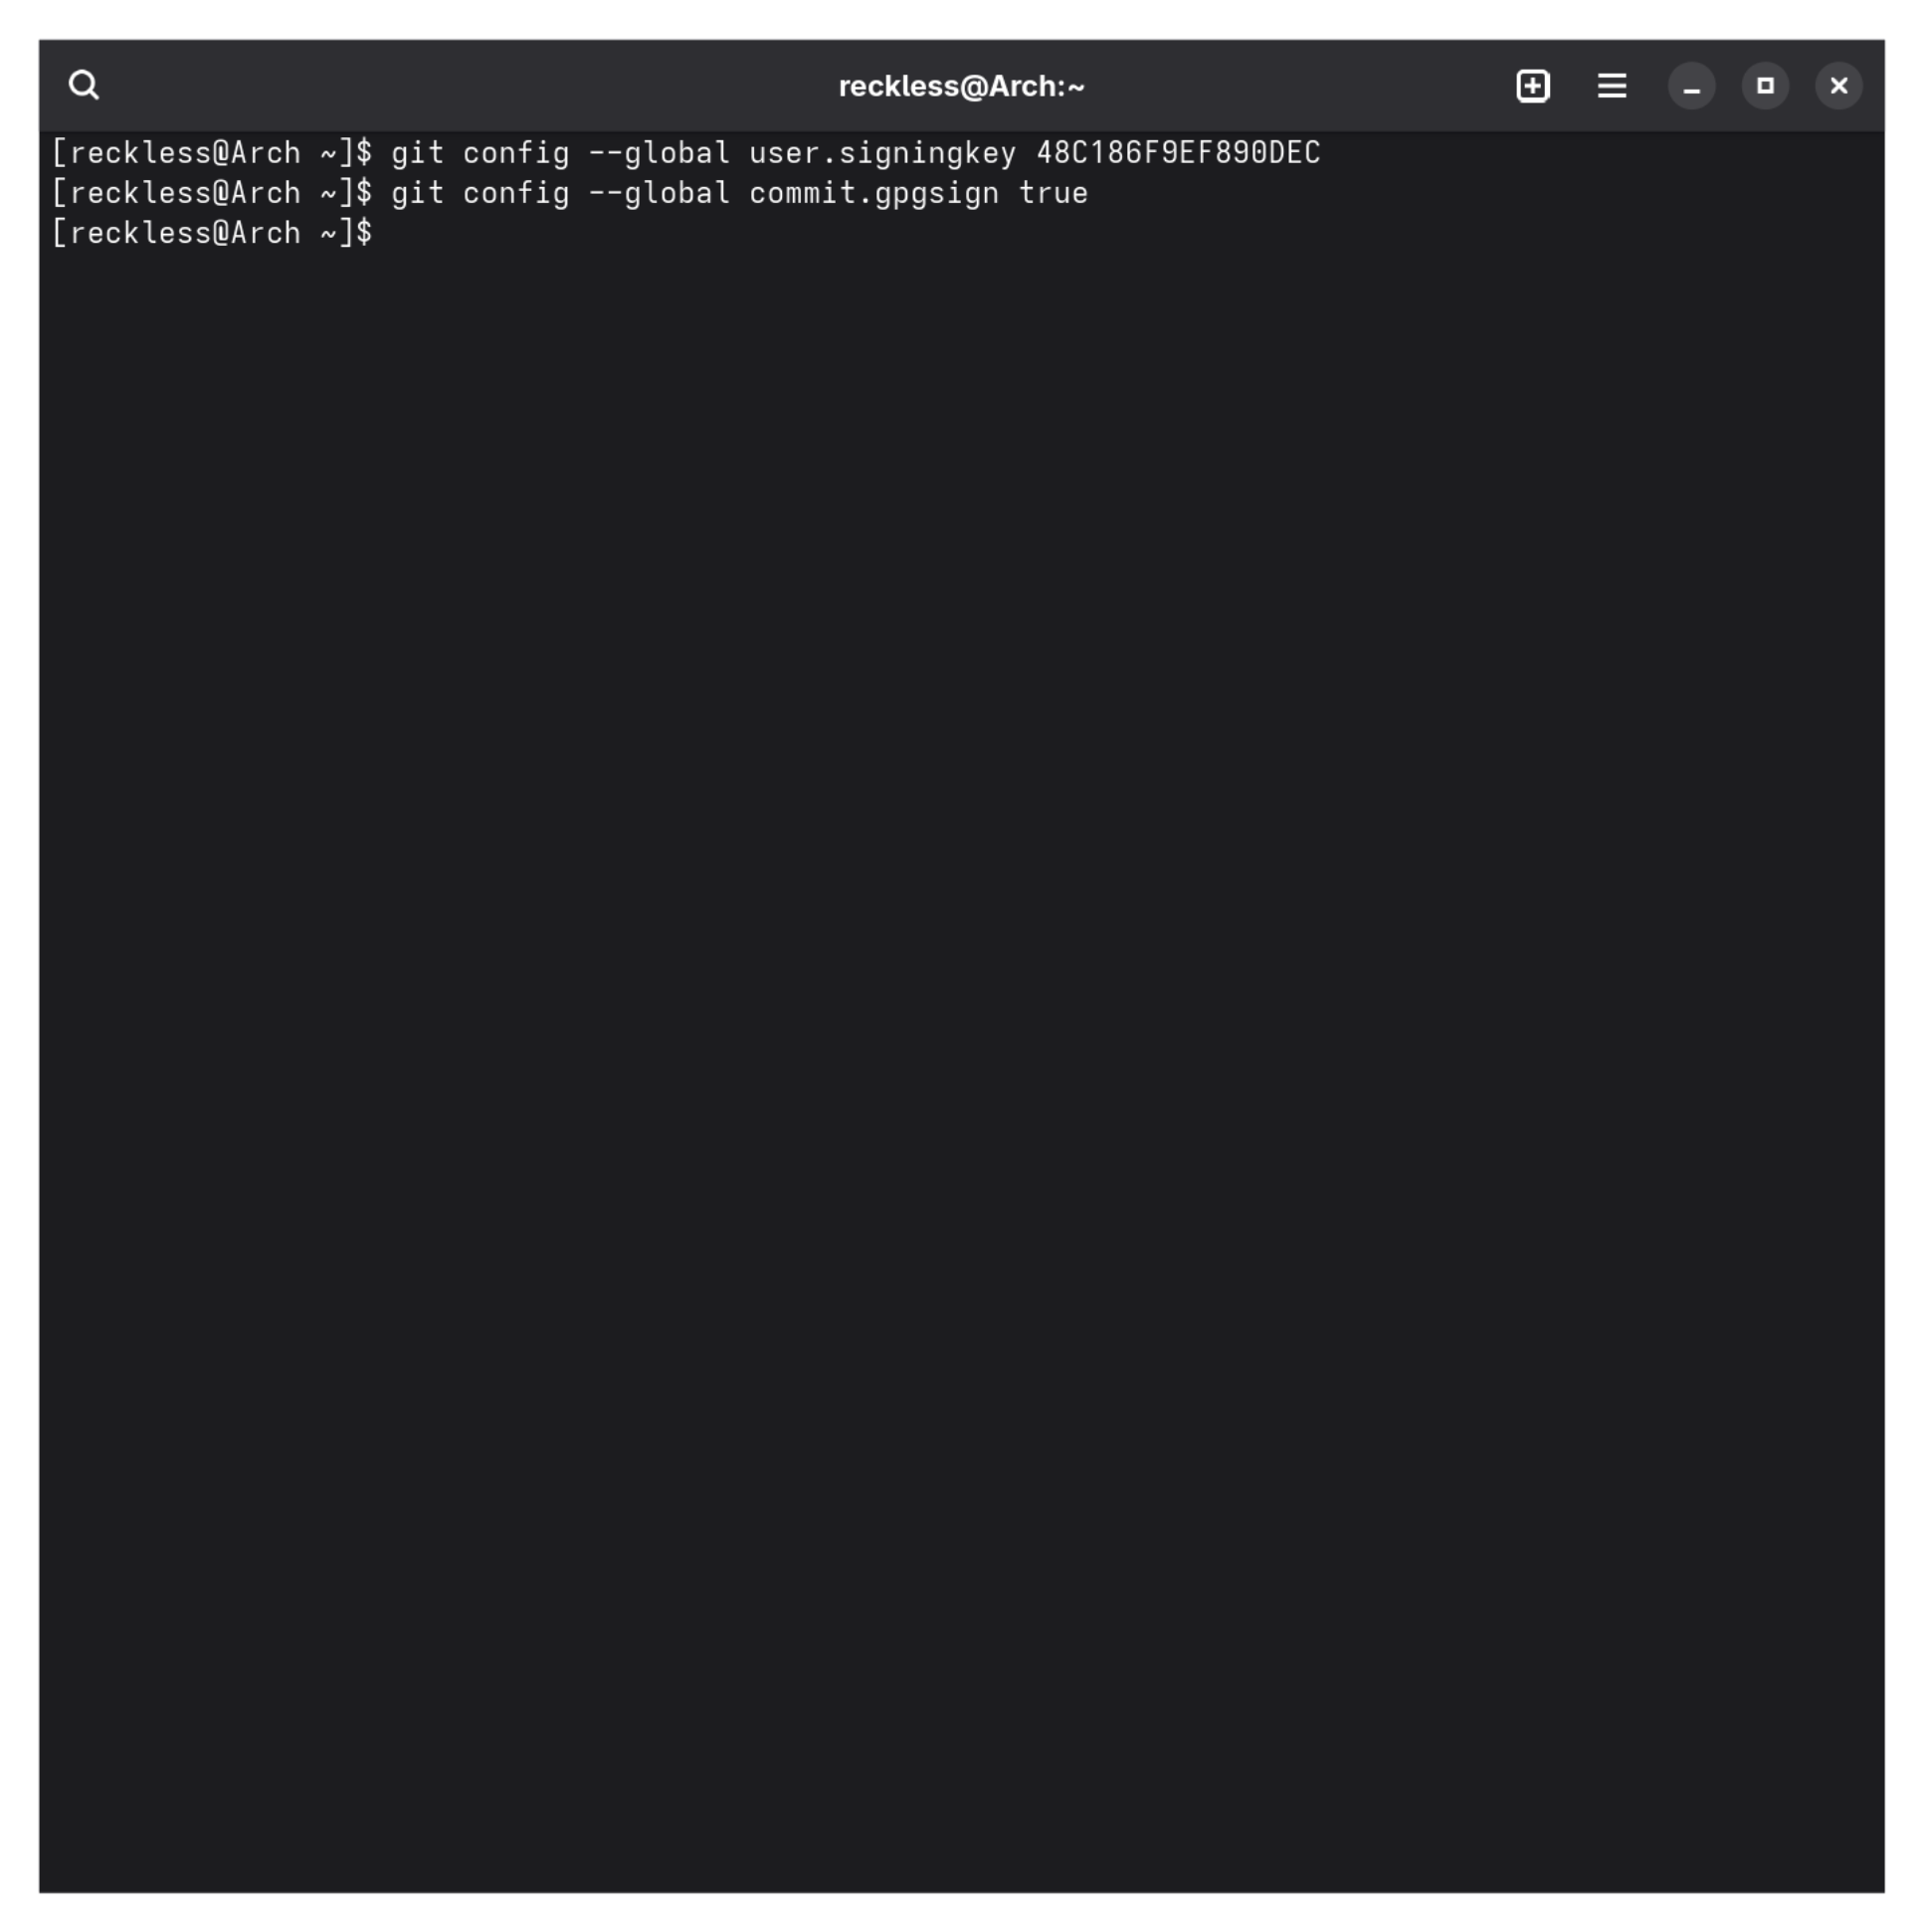 reckless@Arch:~
[reckless@Arch ~]$ git config --global user.signingkey 48C186F9EF890DEC
[reckless@Arch ~]$ git config --global commit.gpgsign true
[reckless@Arch ~]$